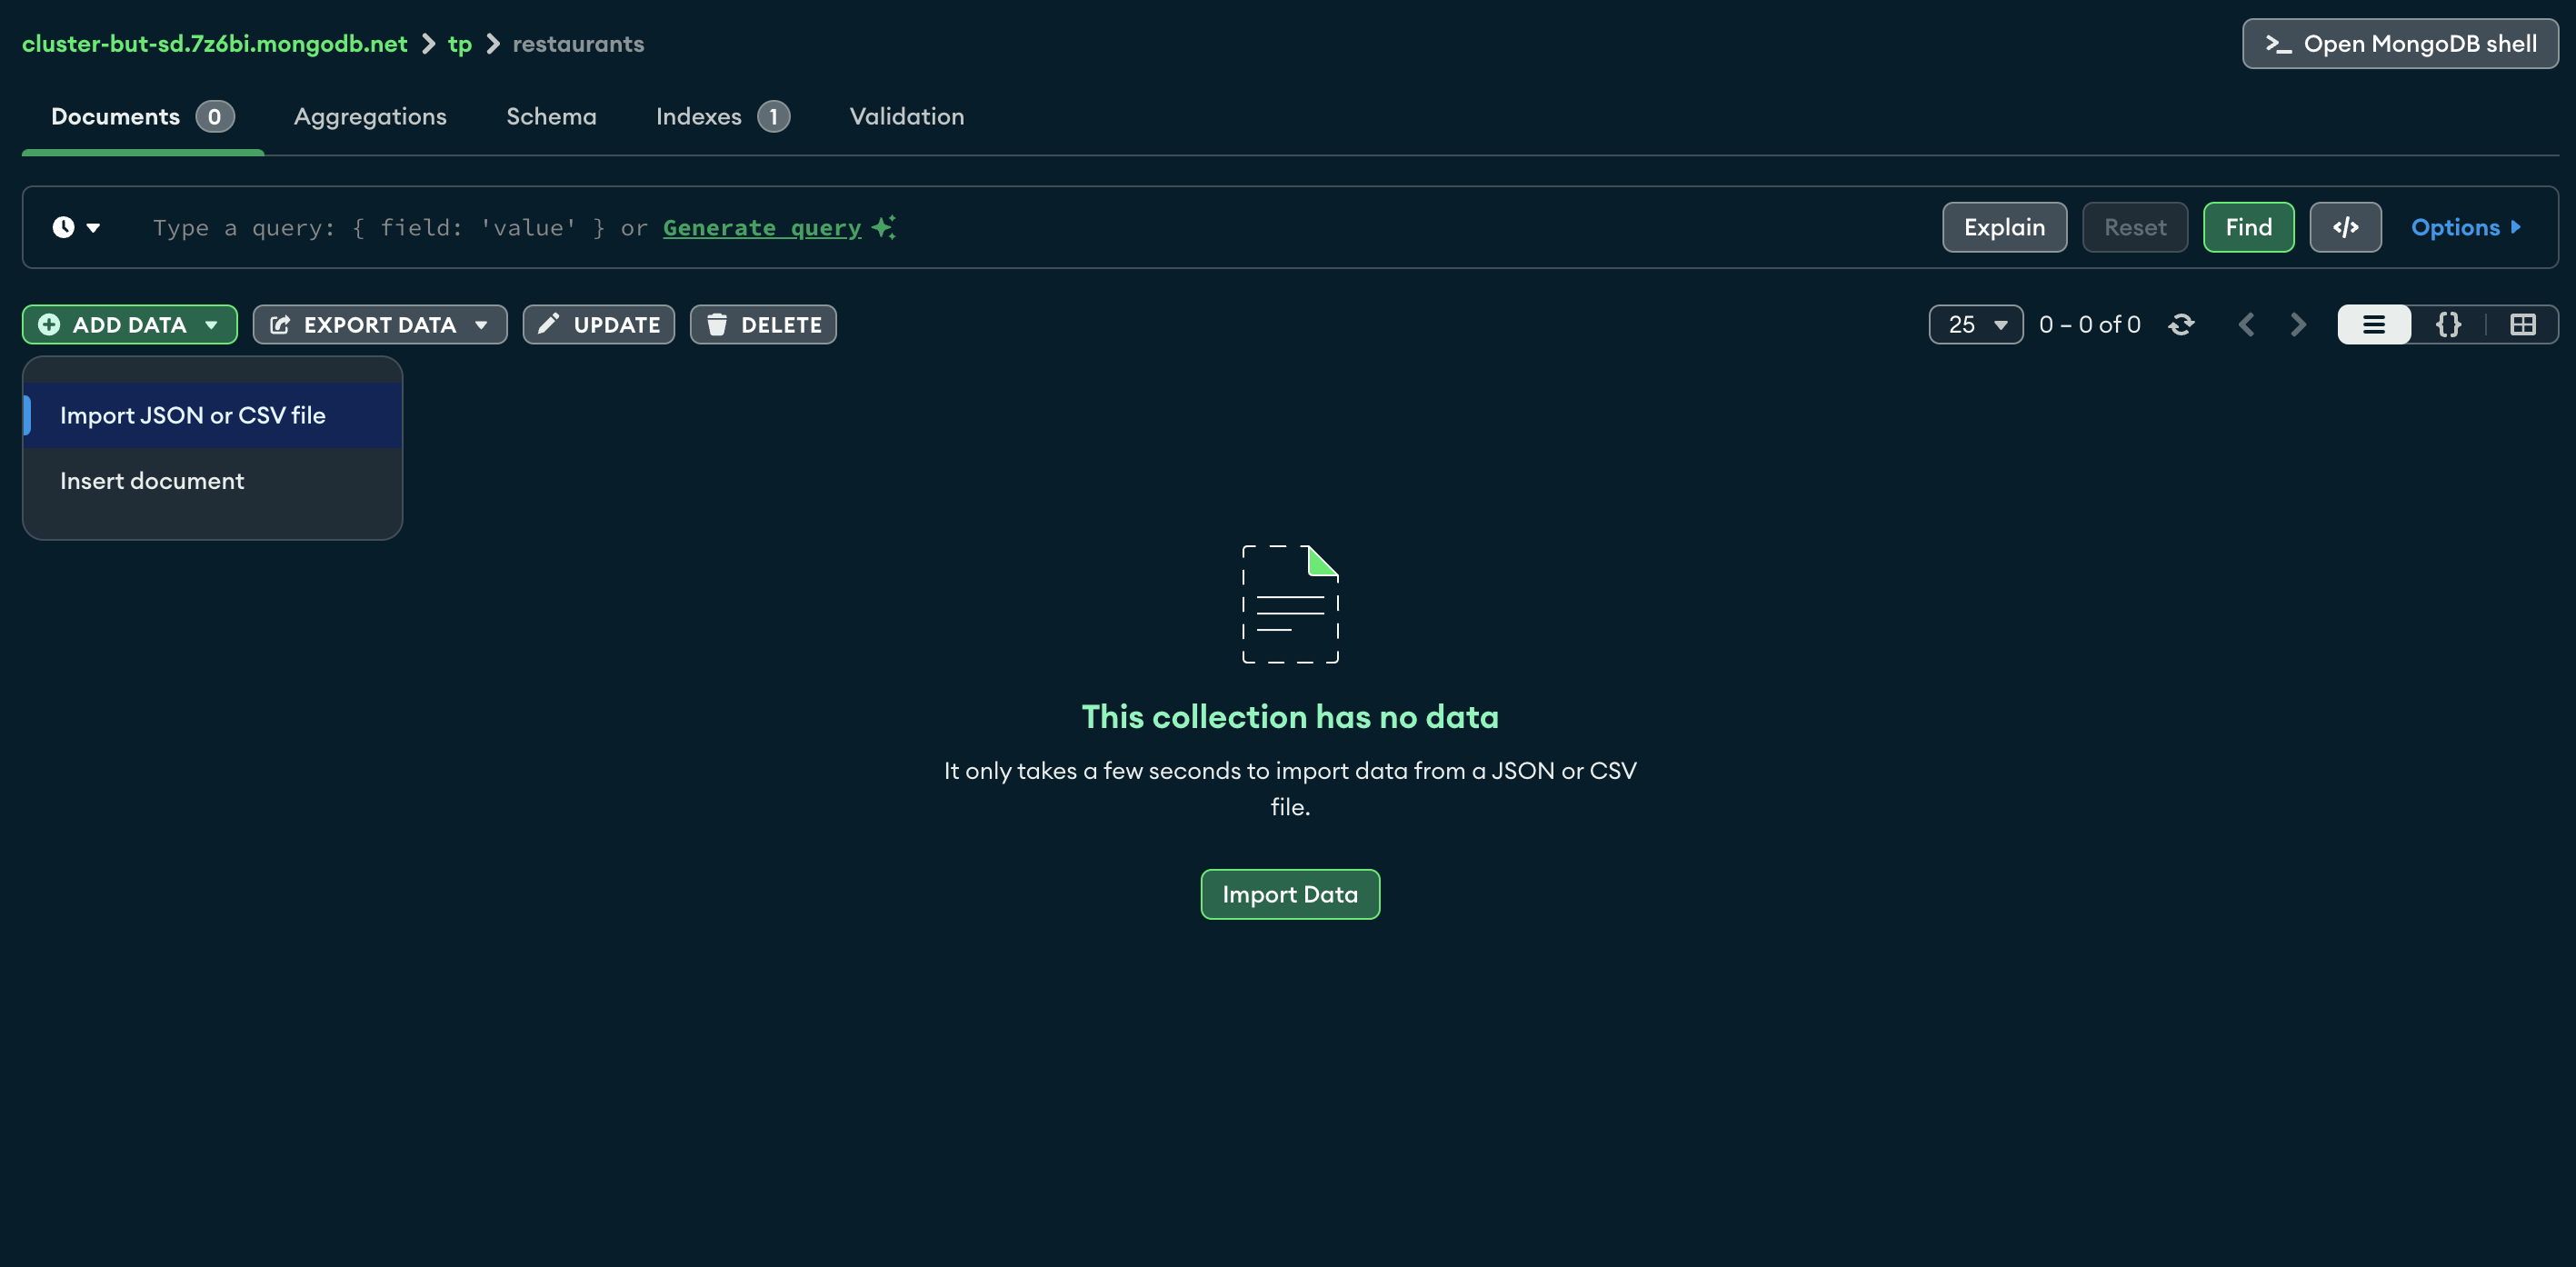 cluster-but-sd.7z6bi.mongodb.net > tp > restaurants
>_ Open MongoDB shell
Documents 0 Aggregations Schema Indexes 1 Validation
Type a query: { field: 'value' } or Generate query
Explain Reset Find </> Options
ADD DATA EXPORT DATA UPDATE DELETE
25 0 – 0 of 0 {}
Import JSON or CSV file
Insert document
This collection has no data
It only takes a few seconds to import data from a JSON or CSV
file.
Import Data